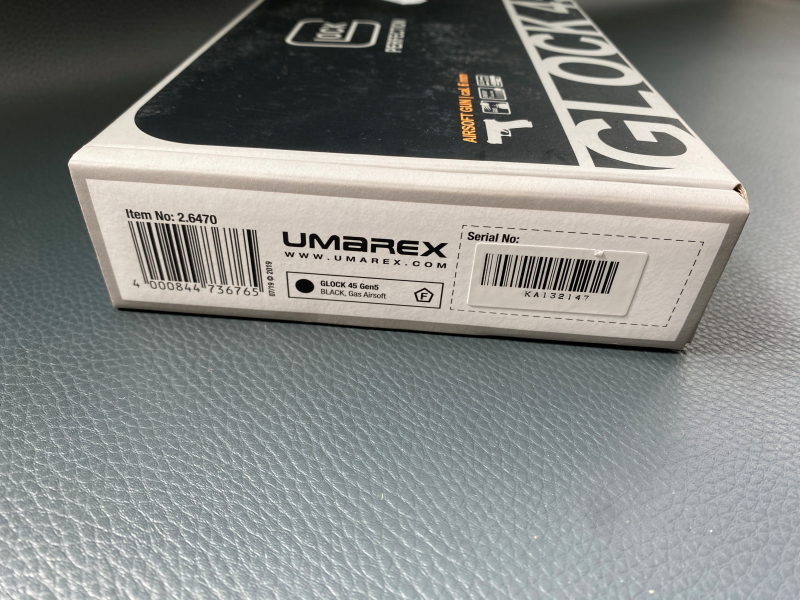 GLOCK
PERFECTION
AIRSOFT GUN | cal. 6 mm
GLOCK 45
Item No: 2.6470
4 000844 736765
07/19 © 2019
UMAREX
WWW.UMAREX.COM
GLOCK 45 Gen5
BLACK, Gas Airsoft
F
Serial No:
KA132147